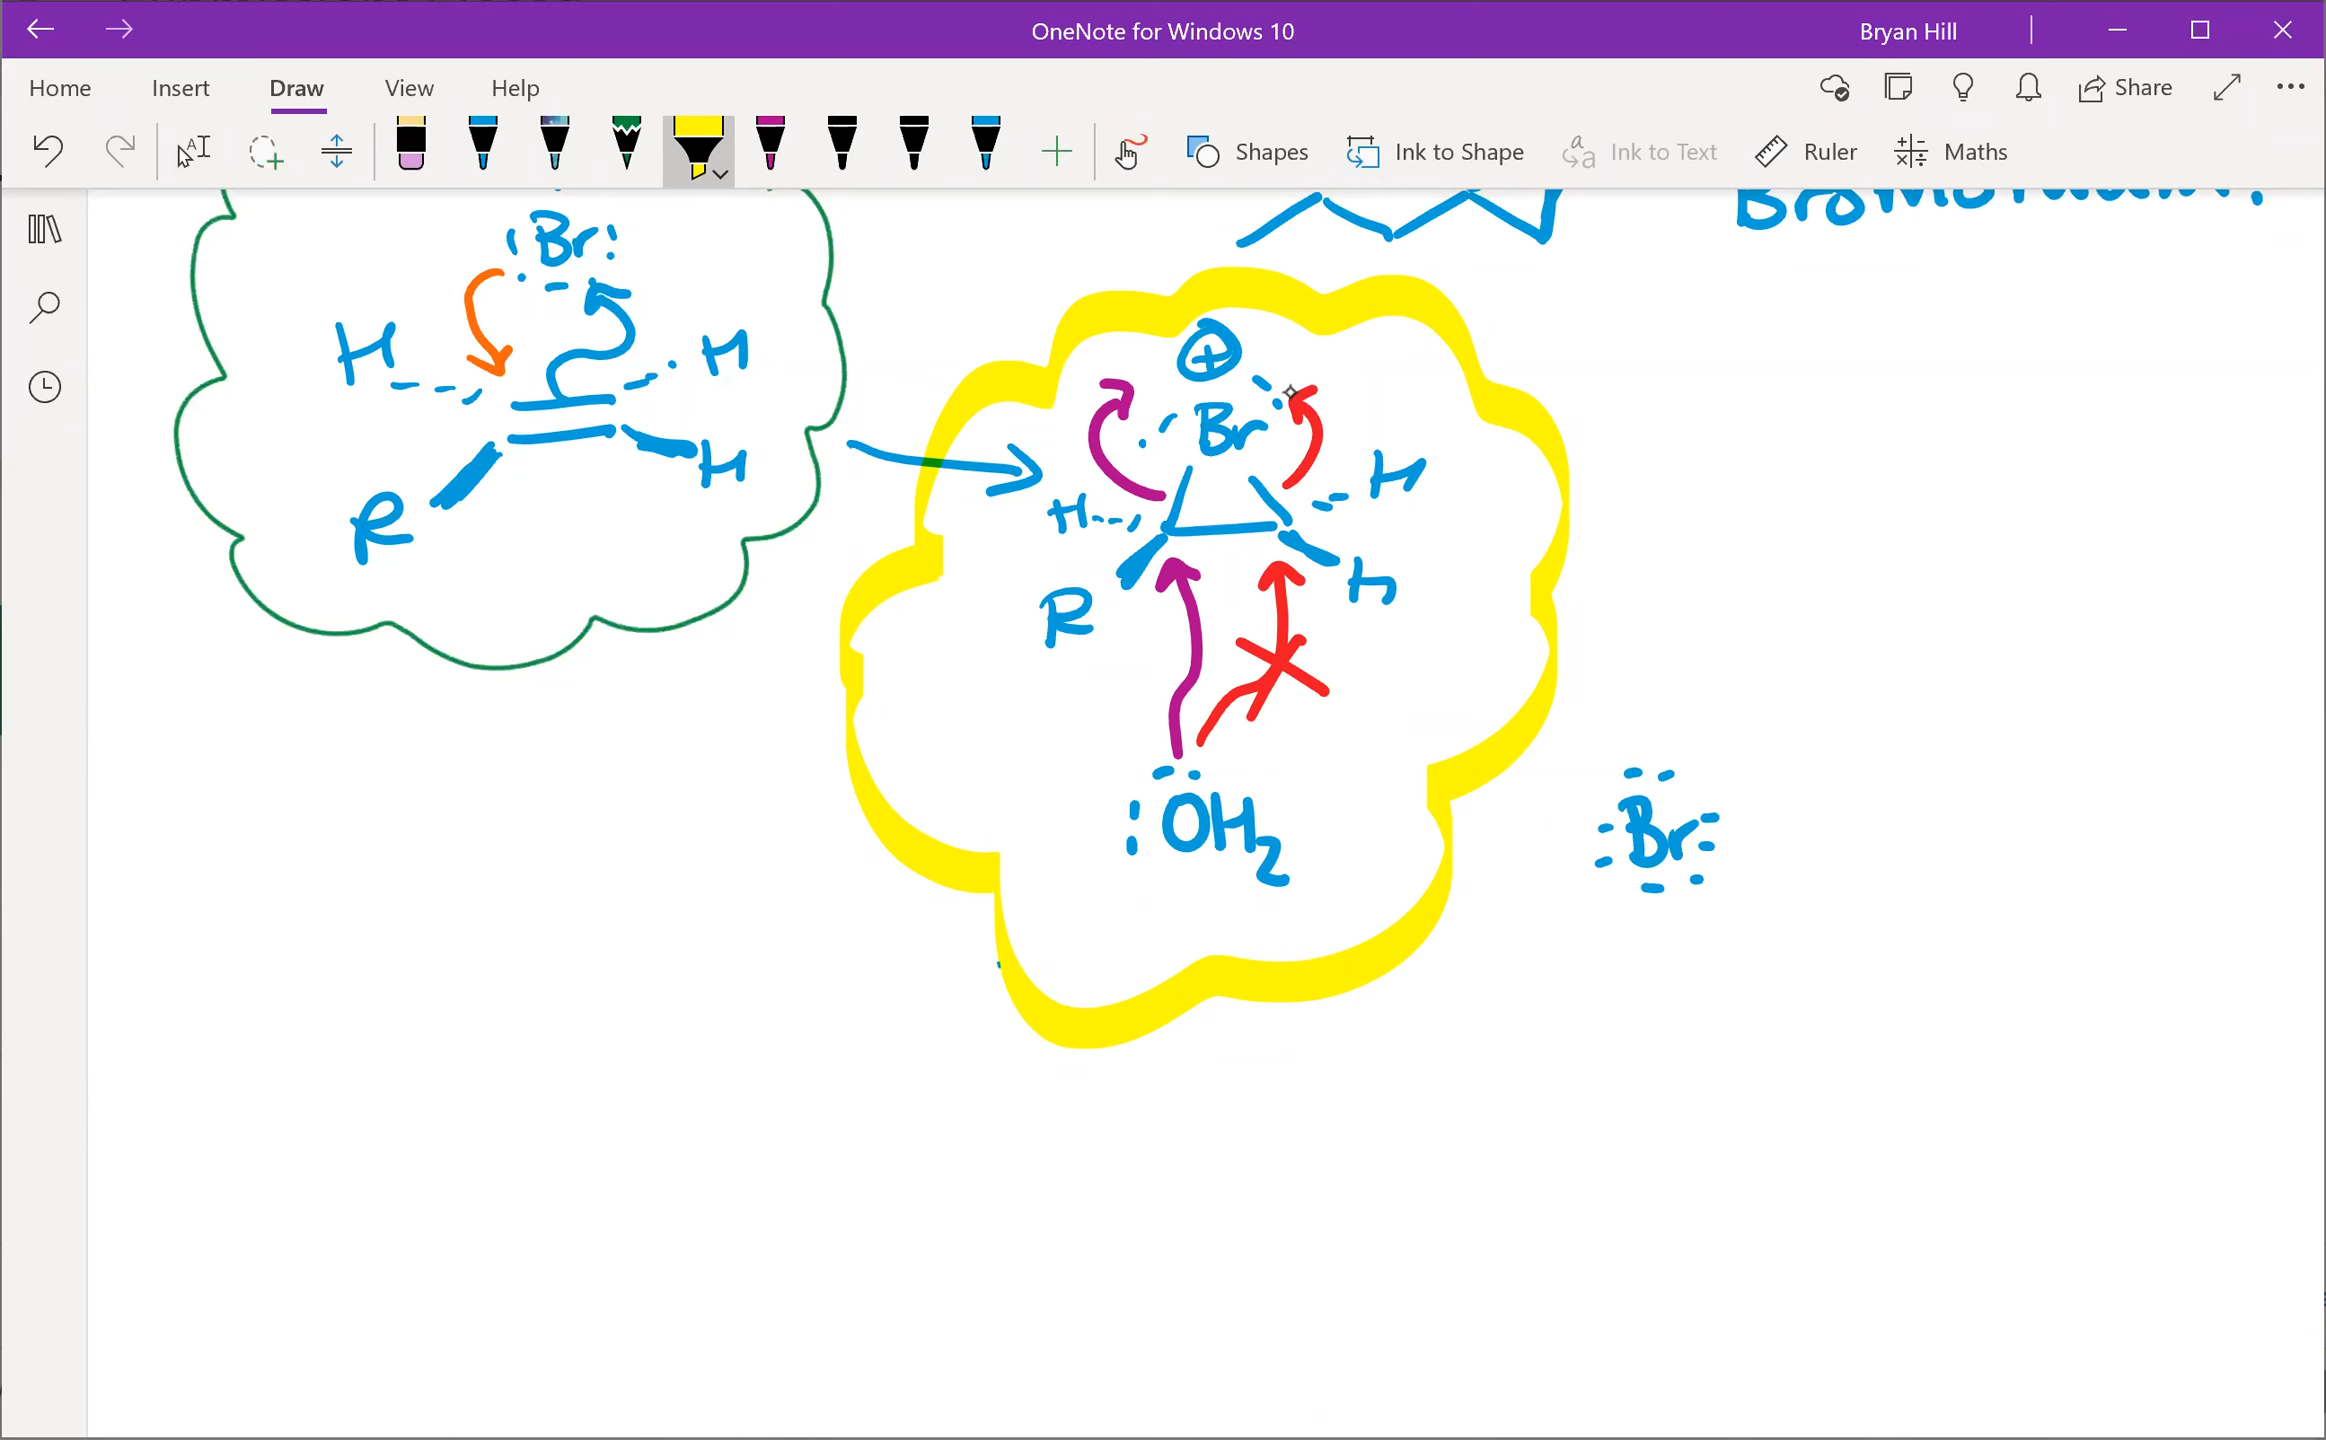 OneNote for Windows 10
Bryan Hill
Home Insert Draw View Help
Share
Shapes Ink to Shape Ink to Text Ruler Maths
Br
H H
H
R
+
Br
H
H
H
R
OH2
Br